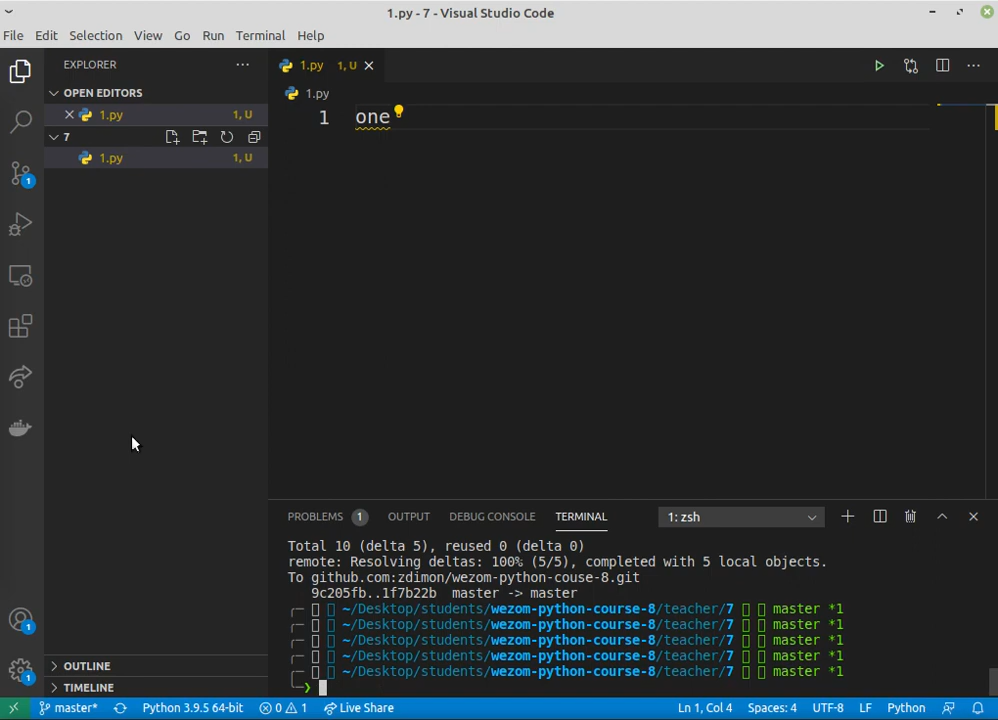 1.py - 7 - Visual Studio Code
File Edit Selection View Go Run Terminal Help
EXPLORER
OPEN EDITORS
1.py 1, U
7
1.py 1, U
1
1
1
OUTLINE
TIMELINE
1.py 1, U
1.py
1 one
PROBLEMS 1 OUTPUT DEBUG CONSOLE TERMINAL 1: zsh
Total 10 (delta 5), reused 0 (delta 0)
remote: Resolving deltas: 100% (5/5), completed with 5 local objects.
To github.com:zdimon/wezom-python-couse-8.git
9c205fb..1f7b22b master -> master
~/Desktop/students/wezom-python-course-8/teacher/7 master *1
~/Desktop/students/wezom-python-course-8/teacher/7 master *1
~/Desktop/students/wezom-python-course-8/teacher/7 master *1
~/Desktop/students/wezom-python-course-8/teacher/7 master *1
~/Desktop/students/wezom-python-course-8/teacher/7 master *1
master* Python 3.9.5 64-bit 0 1 Live Share Ln 1, Col 4 Spaces: 4 UTF-8 LF Python